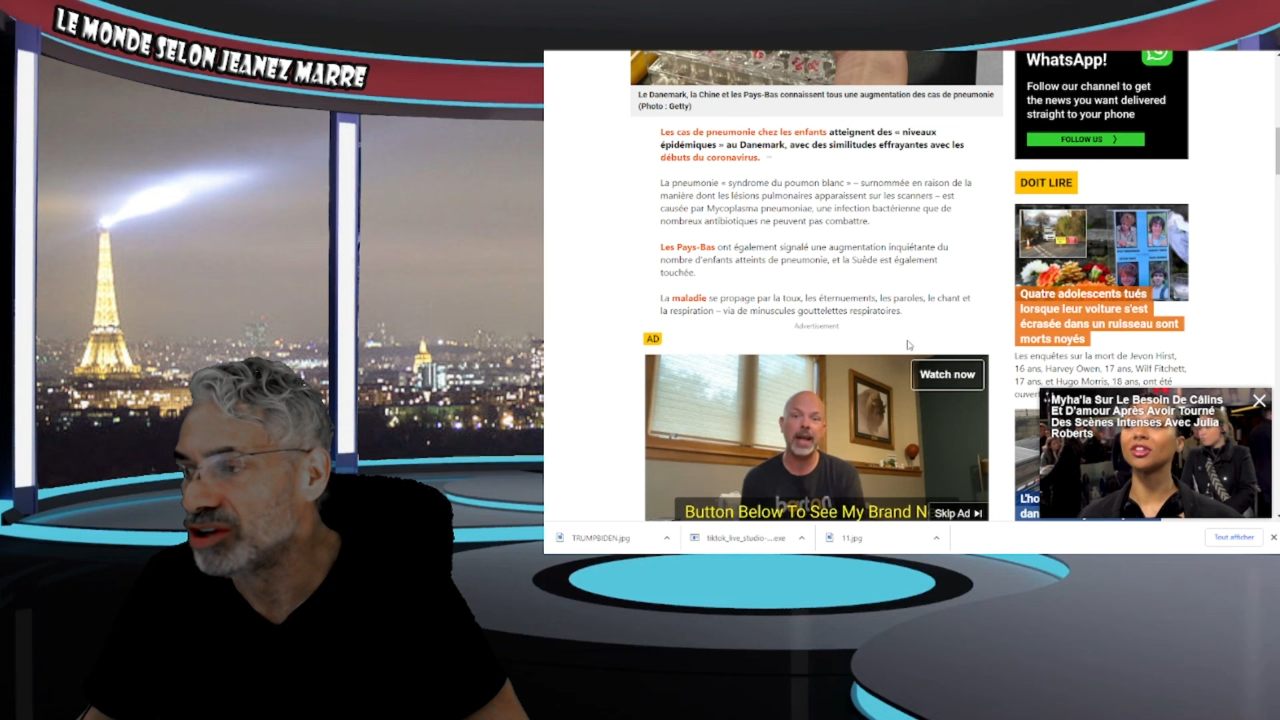 LE MONDE SELON JEANEZ MARRE
Le Danemark, la Chine et les Pays-Bas connaissent tous une augmentation des cas de pneumonie
(Photo : Getty)
Les cas de pneumonie chez les enfants atteignent des « niveaux
épidémiques » au Danemark, avec des similitudes effrayantes avec les
débuts du coronavirus.
La pneumonie « syndrome du poumon blanc » – surnommée en raison de la
manière dont les lésions pulmonaires apparaissent sur les scanners – est
causée par Mycoplasma pneumoniae, une infection bactérienne que de
nombreux antibiotiques ne peuvent pas combattre.
Les Pays-Bas ont également signalé une augmentation inquiétante du
nombre d'enfants atteints de pneumonie, et la Suède est également
touchée.
La maladie se propage par la toux, les éternuements, les paroles, le chant et
la respiration – via de minuscules gouttelettes respiratoires.
Advertisement
AD
Watch now
barton
Button Below To See My Brand N
Skip Ad
WhatsApp!
Follow our channel to get
the news you want delivered
straight to your phone
FOLLOW US
DOIT LIRE
Quatre adolescents tués
lorsque leur voiture s'est
écrasée dans un ruisseau sont
morts noyés
Les enquêtes sur la mort de Jevon Hirst,
16 ans, Harvey Owen, 17 ans, Wilf Fitchett,
17 ans, et Hugo Morris, 18 ans, ont été
ouver
Myha'la Sur Le Besoin De Câlins
Et D'amour Après Avoir Tourné
Des Scènes Intenses Avec Julia
Roberts
L'ho
dan
TRUMPBIDEN.jpg
tiktok_live_studio-....exe
11.jpg
Tout afficher